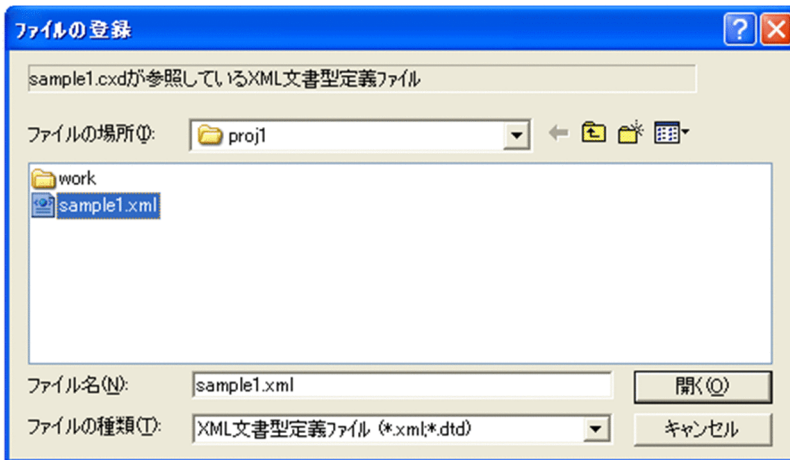 ファイルの登録
sample1.cxdが参照しているXML文書型定義ファイル
ファイルの場所(I):
proj1
work
sample1.xml
ファイル名(N):
sample1.xml
開く(O)
ファイルの種類(T):
XML文書型定義ファイル (*.xml;*.dtd)
キャンセル